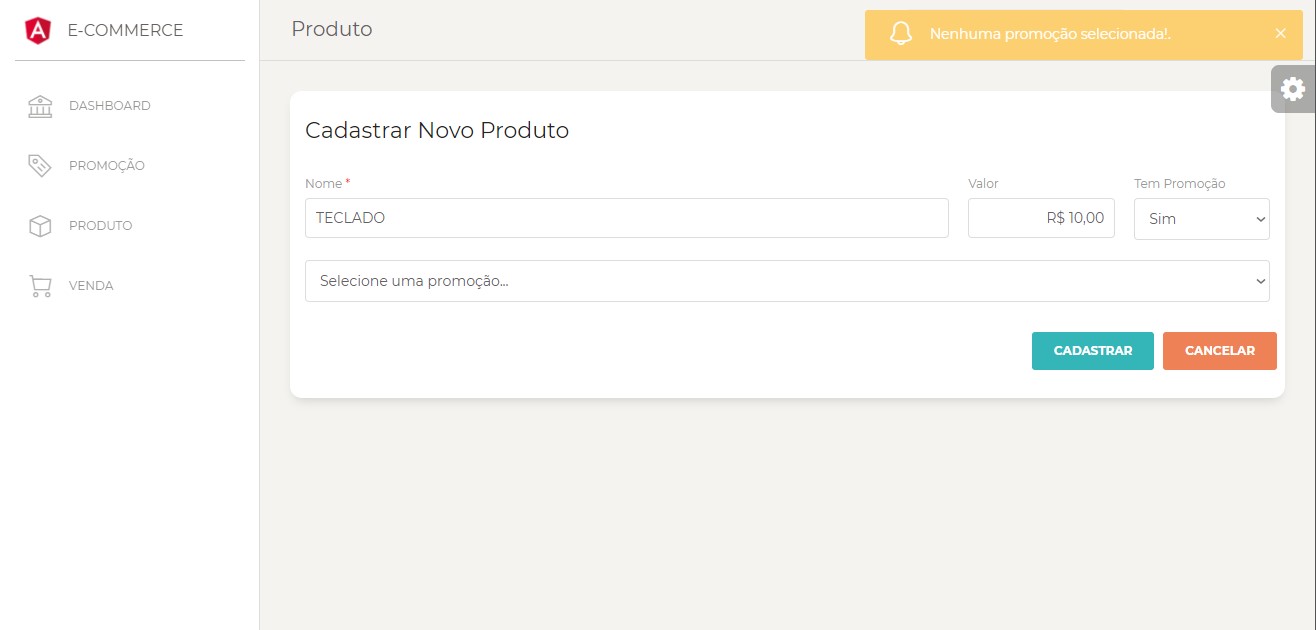 E-COMMERCE
DASHBOARD
PROMOÇÃO
PRODUTO
VENDA
Produto
Nenhuma promoção selecionada!.
Cadastrar Novo Produto
Nome *
Valor
Tem Promoção
TECLADO
R$ 10,00
Sim
Selecione uma promoção...
CADASTRAR
CANCELAR